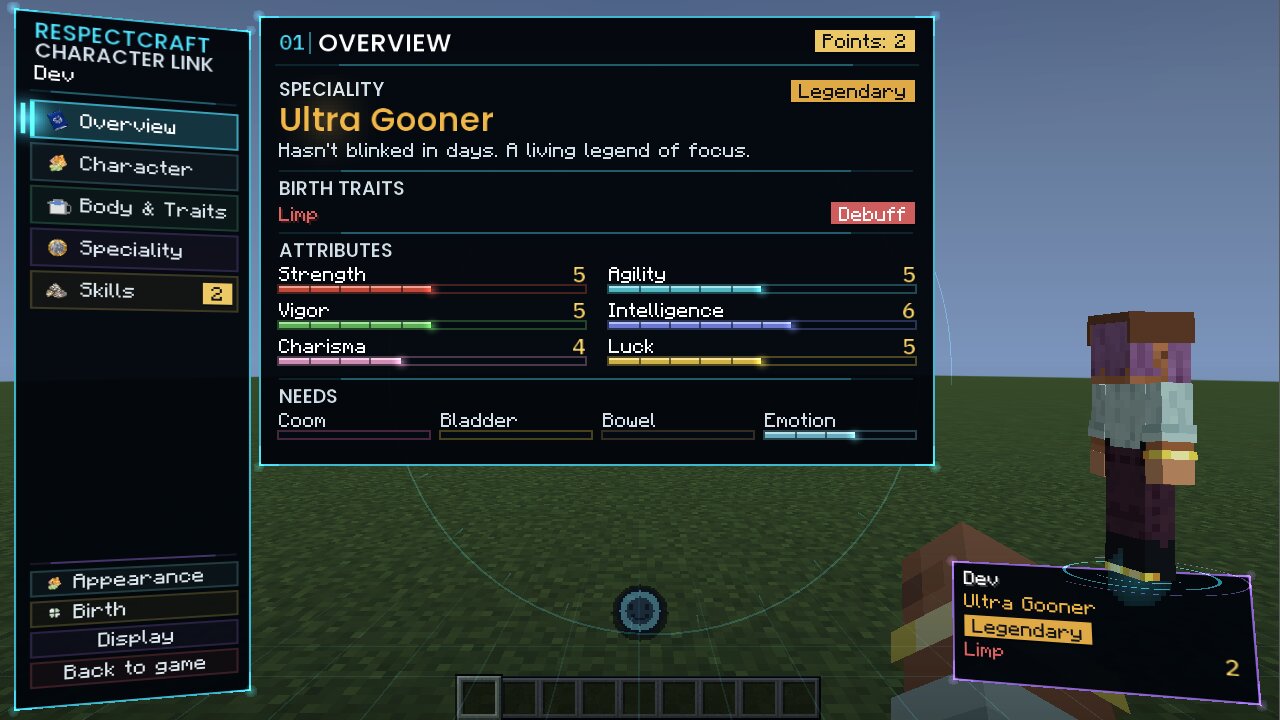 RESPECTCRAFT
CHARACTER LINK
Dev
Overview
Character
Body & Traits
Speciality
Skills 2
Appearance
Birth
Display
Back to game
01 OVERVIEW Points: 2
SPECIALITY Legendary
Ultra Gooner
Hasn't blinked in days. A living legend of focus.
BIRTH TRAITS
Limp Debuff
ATTRIBUTES
Strength 5 Agility 5
Vigor 5 Intelligence 6
Charisma 4 Luck 5
NEEDS
Coom Bladder Bowel Emotion
Dev
Ultra Gooner
Legendary
Limp
2